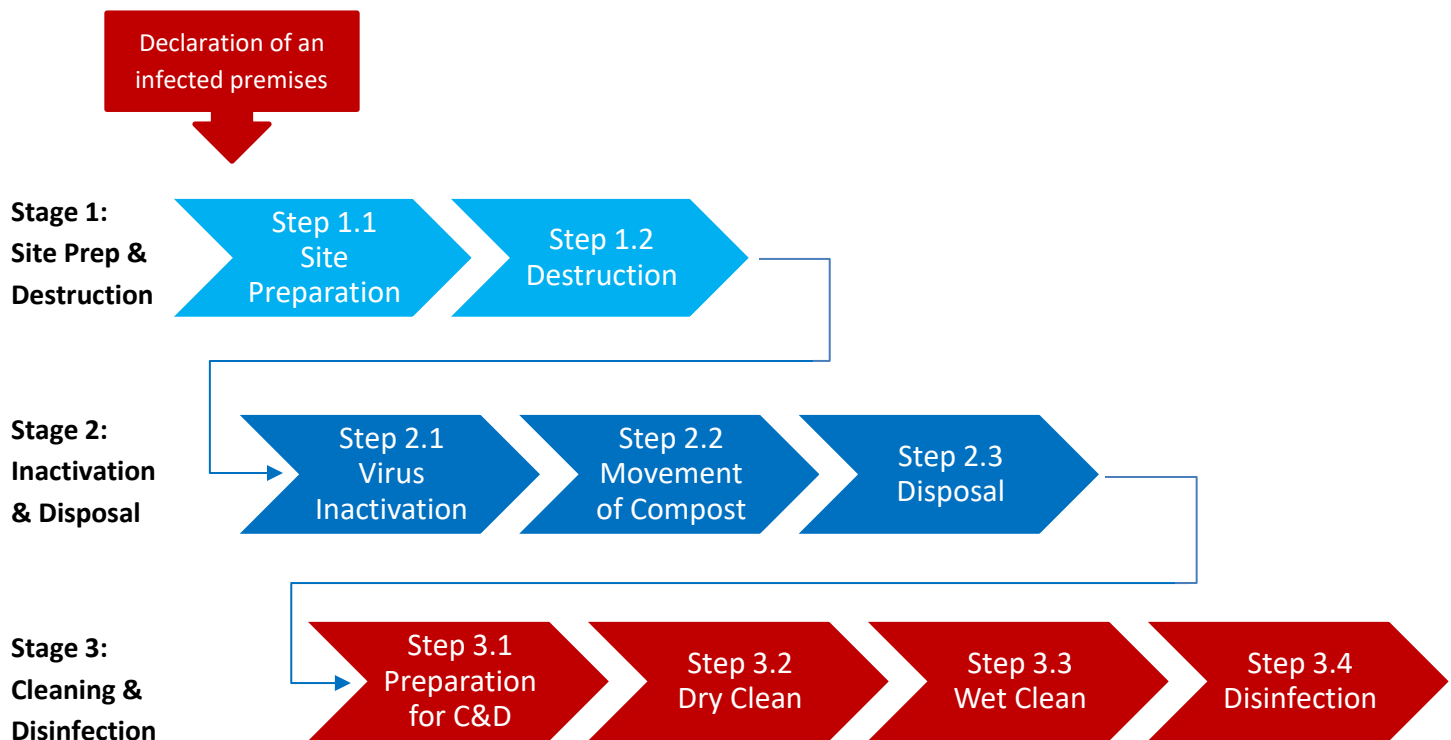 Declaration of an
infected premises
Stage 1:
Site Prep &
Destruction
Step 1.1
Site
Preparation
Step 1.2
Destruction
Stage 2:
Inactivation
& Disposal
Step 2.1
Virus
Inactivation
Step 2.2
Movement
of Compost
Step 2.3
Disposal
Stage 3:
Cleaning &
Disinfection
Step 3.1
Preparation
for C&D
Step 3.2
Dry Clean
Step 3.3
Wet Clean
Step 3.4
Disinfection